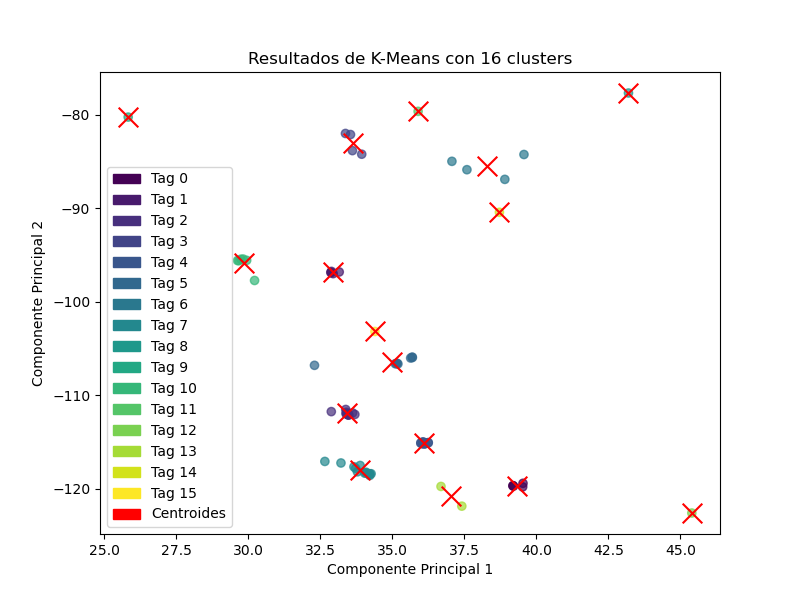 Resultados de K-Means con 16 clusters
Componente Principal 2
−80
−90
−100
−110
−120
Tag 0
Tag 1
Tag 2
Tag 3
Tag 4
Tag 5
Tag 6
Tag 7
Tag 8
Tag 9
Tag 10
Tag 11
Tag 12
Tag 13
Tag 14
Tag 15
Centroides
25.0 27.5 30.0 32.5 35.0 37.5 40.0 42.5 45.0
Componente Principal 1